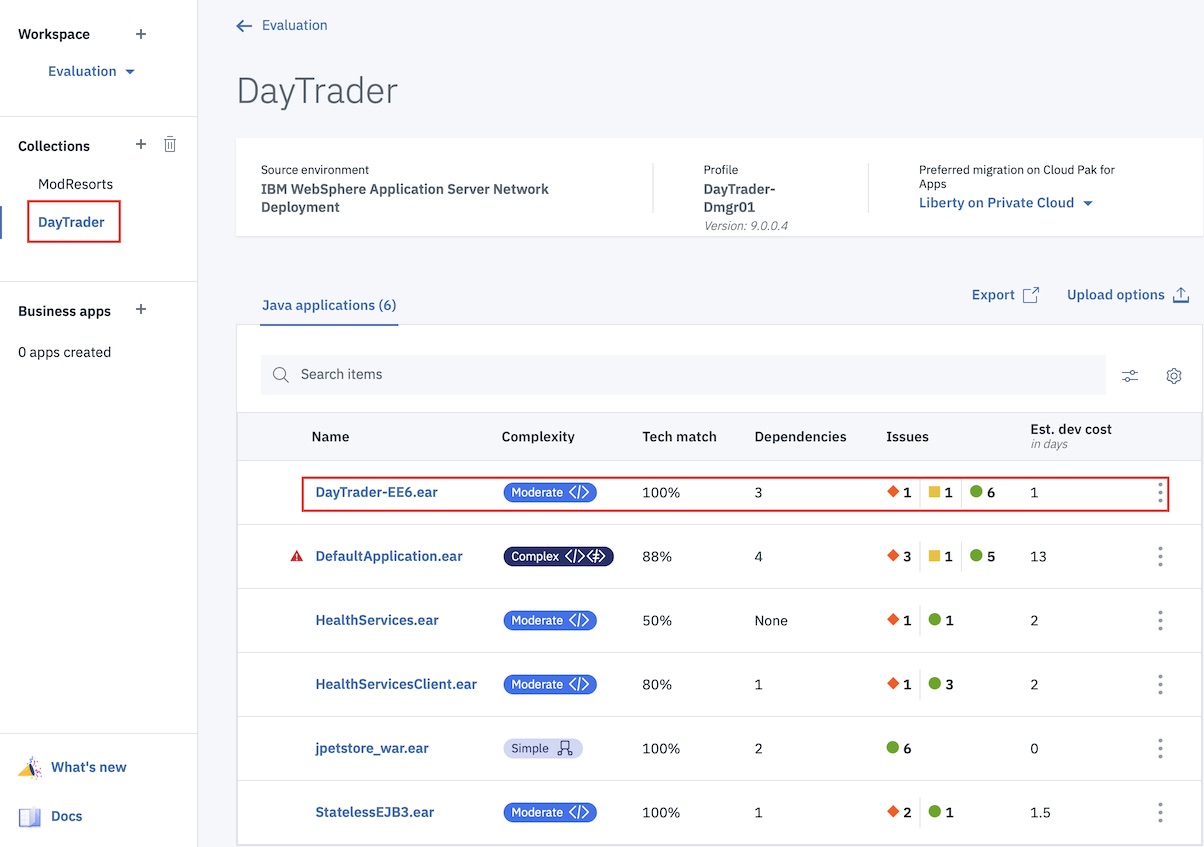 Workspace
Evaluation
Collections
ModResorts
DayTrader
Business apps
0 apps created
What's new
Docs
Evaluation
DayTrader
Source environment
IBM WebSphere Application Server Network
Deployment
Profile
DayTrader-
Dmgr01
Version: 9.0.0.4
Preferred migration on Cloud Pak for
Apps
Liberty on Private Cloud
Java applications (6)
Export
Upload options
Search items
Name Complexity Tech match Dependencies Issues Est. dev cost
in days
DayTrader-EE6.ear Moderate 100% 3 1 1 6 1
DefaultApplication.ear Complex 88% 4 3 1 5 13
HealthServices.ear Moderate 50% None 1 1 2
HealthServicesClient.ear Moderate 80% 1 1 3 2
jpetstore_war.ear Simple 100% 2 6 0
StatelessEJB3.ear Moderate 100% 1 2 1 1.5